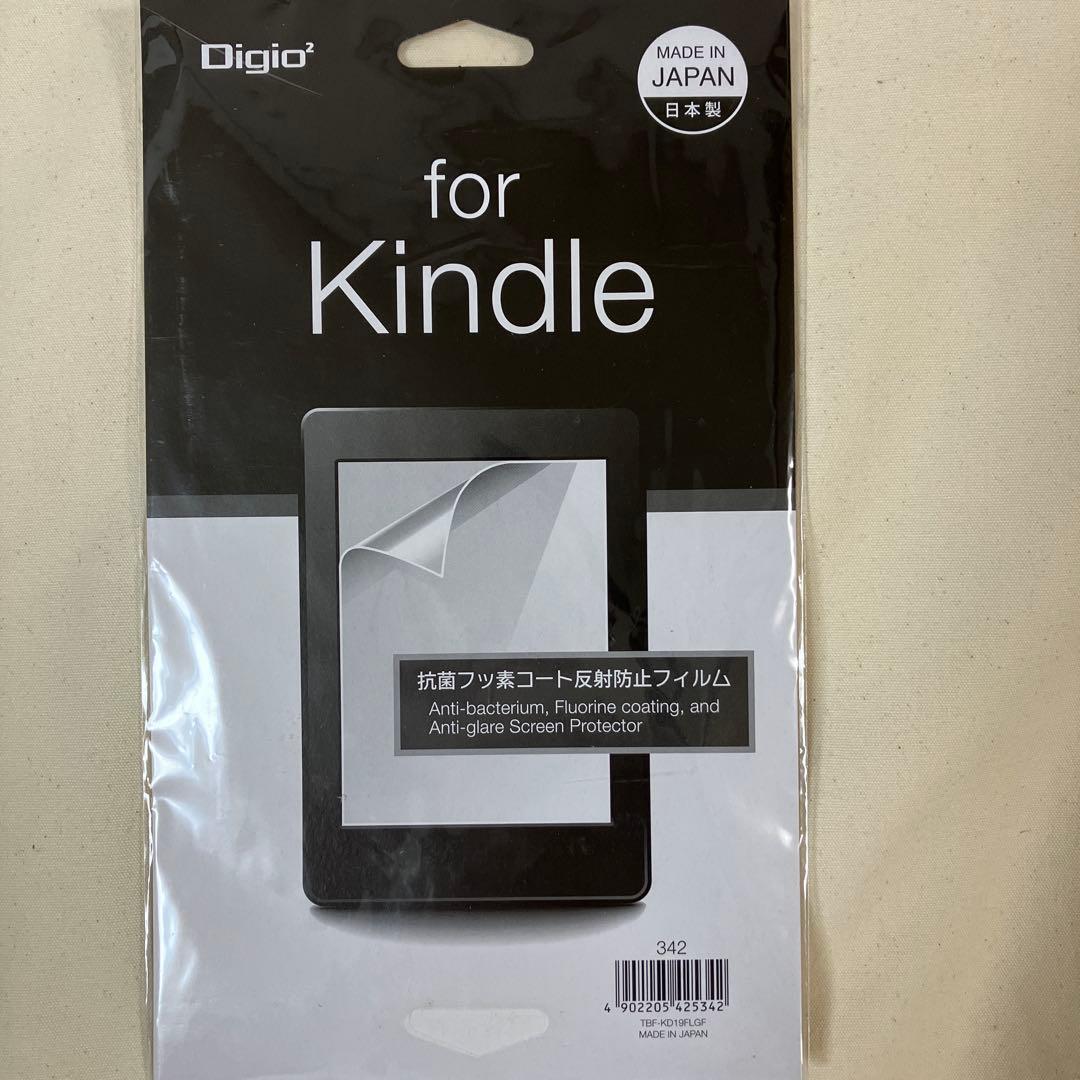 Digio²
MADE IN
JAPAN
日本製
for
Kindle
抗菌フッ素コート反射防止フィルム
Anti-bacterium, Fluorine coating, and
Anti-glare Screen Protector
342
4 902205 425342
TBF-KD19FLGF
MADE IN JAPAN